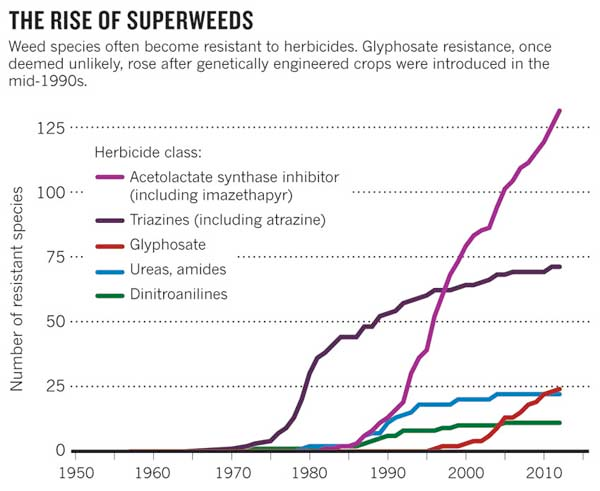 THE RISE OF SUPERWEEDS
Weed species often become resistant to herbicides. Glyphosate resistance, once
deemed unlikely, rose after genetically engineered crops were introduced in the
mid-1990s.
Number of resistant species
125
100
75
50
25
0
Herbicide class:
Acetolactate synthase inhibitor
(including imazethapyr)
Triazines (including atrazine)
Glyphosate
Ureas, amides
Dinitroanilines
1950 1960 1970 1980 1990 2000 2010